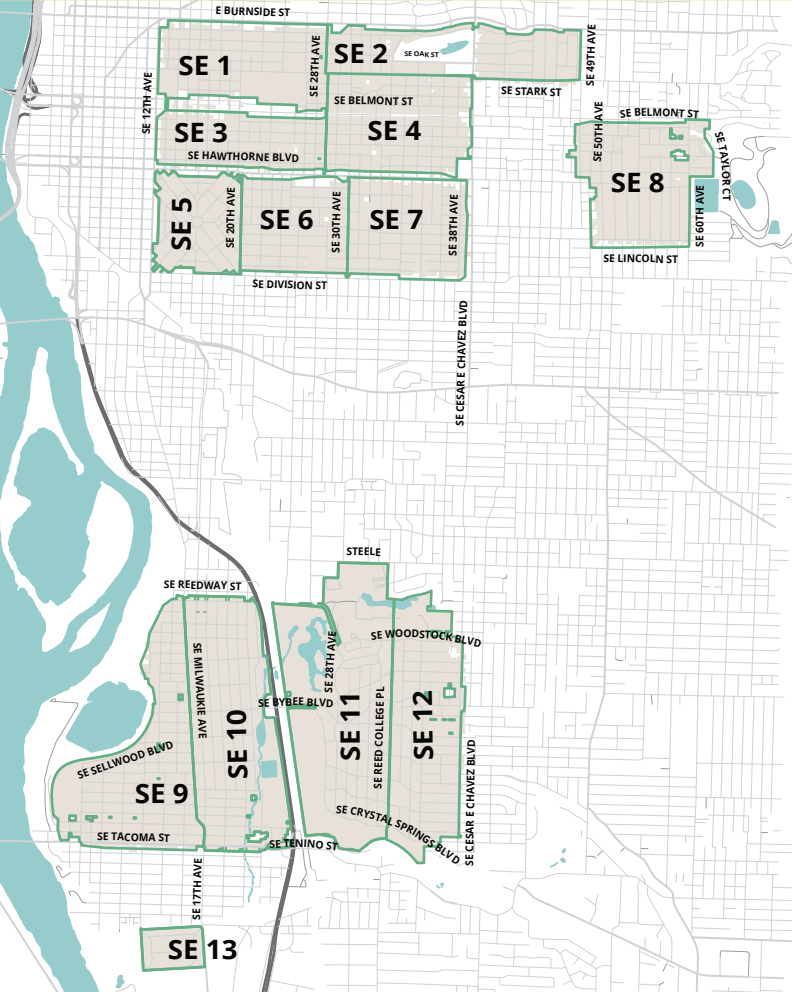 E BURNSIDE ST
SE 1
SE 28TH AVE
SE 2
SE OAK ST
SE 49TH AVE
SE 12TH AVE
SE STARK ST
SE BELMONT ST
SE 3
SE 4
SE HAWTHORNE BLVD
SE 50TH AVE
SE BELMONT ST
SE TAYLOR CT
SE 8
SE 60TH AVE
SE LINCOLN ST
SE 5
SE 20TH AVE
SE 6
SE 30TH AVE
SE 7
SE 38TH AVE
SE DIVISION ST
SE CESAR E CHAVEZ BLVD
STEELE
SE REEDWAY ST
SE MILWAUKIE AVE
SE 28TH AVE
SE WOODSTOCK BLVD
SE BYBEE BLVD
SE 10
SE 11
SE REED COLLEGE PL
SE 12
SE SELLWOOD BLVD
SE 9
SE CESAR E CHAVEZ BLVD
SE CRYSTAL SPRINGS BLVD
SE TACOMA ST
SE TENINO ST
SE 17TH AVE
SE 13